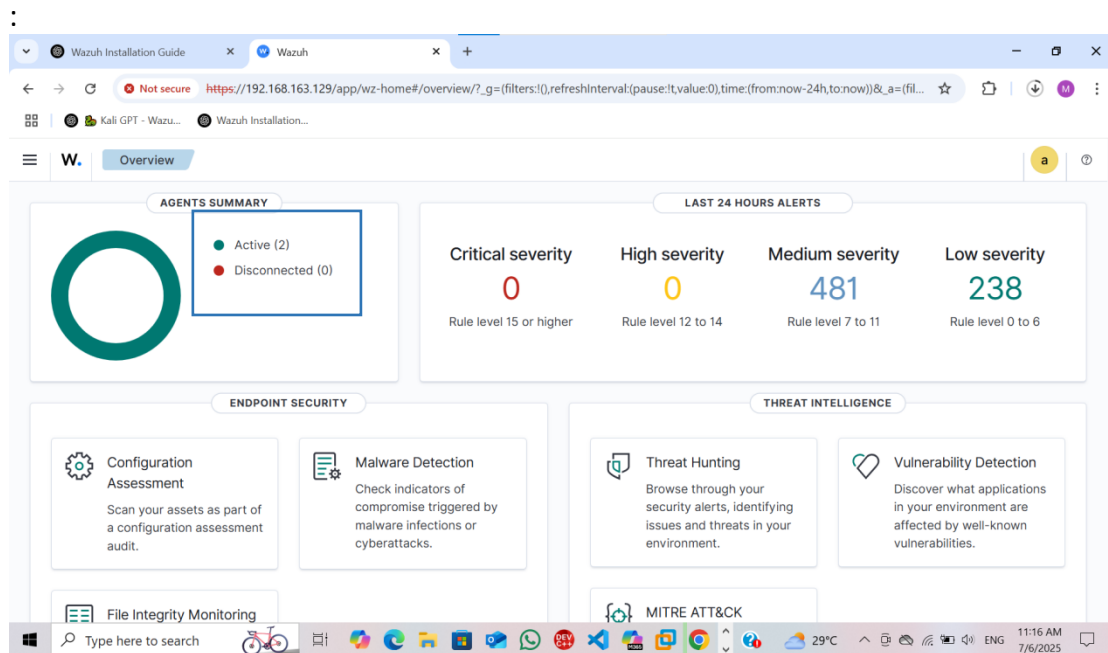 :
Wazuh Installation Guide
Wazuh
Not secure https://192.168.163.129/app/wz-home#/overview/?_g=(filters:!(),refreshInterval:(pause:!t,value:0),time:(from:now-24h,to:now))&_a=(fil...
M
Kali GPT - Wazu...
Wazuh Installation...
W. Overview
a
AGENTS SUMMARY
Active (2)
Disconnected (0)
LAST 24 HOURS ALERTS
Critical severity
0
Rule level 15 or higher
High severity
0
Rule level 12 to 14
Medium severity
481
Rule level 7 to 11
Low severity
238
Rule level 0 to 6
ENDPOINT SECURITY
Configuration
Assessment
Scan your assets as part of
a configuration assessment
audit.
Malware Detection
Check indicators of
compromise triggered by
malware infections or
cyberattacks.
File Integrity Monitoring
THREAT INTELLIGENCE
Threat Hunting
Browse through your
security alerts, identifying
issues and threats in your
environment.
Vulnerability Detection
Discover what applications
in your environment are
affected by well-known
vulnerabilities.
MITRE ATT&CK
Type here to search
DEV
C++
M365
29°C
ENG
11:16 AM
7/6/2025